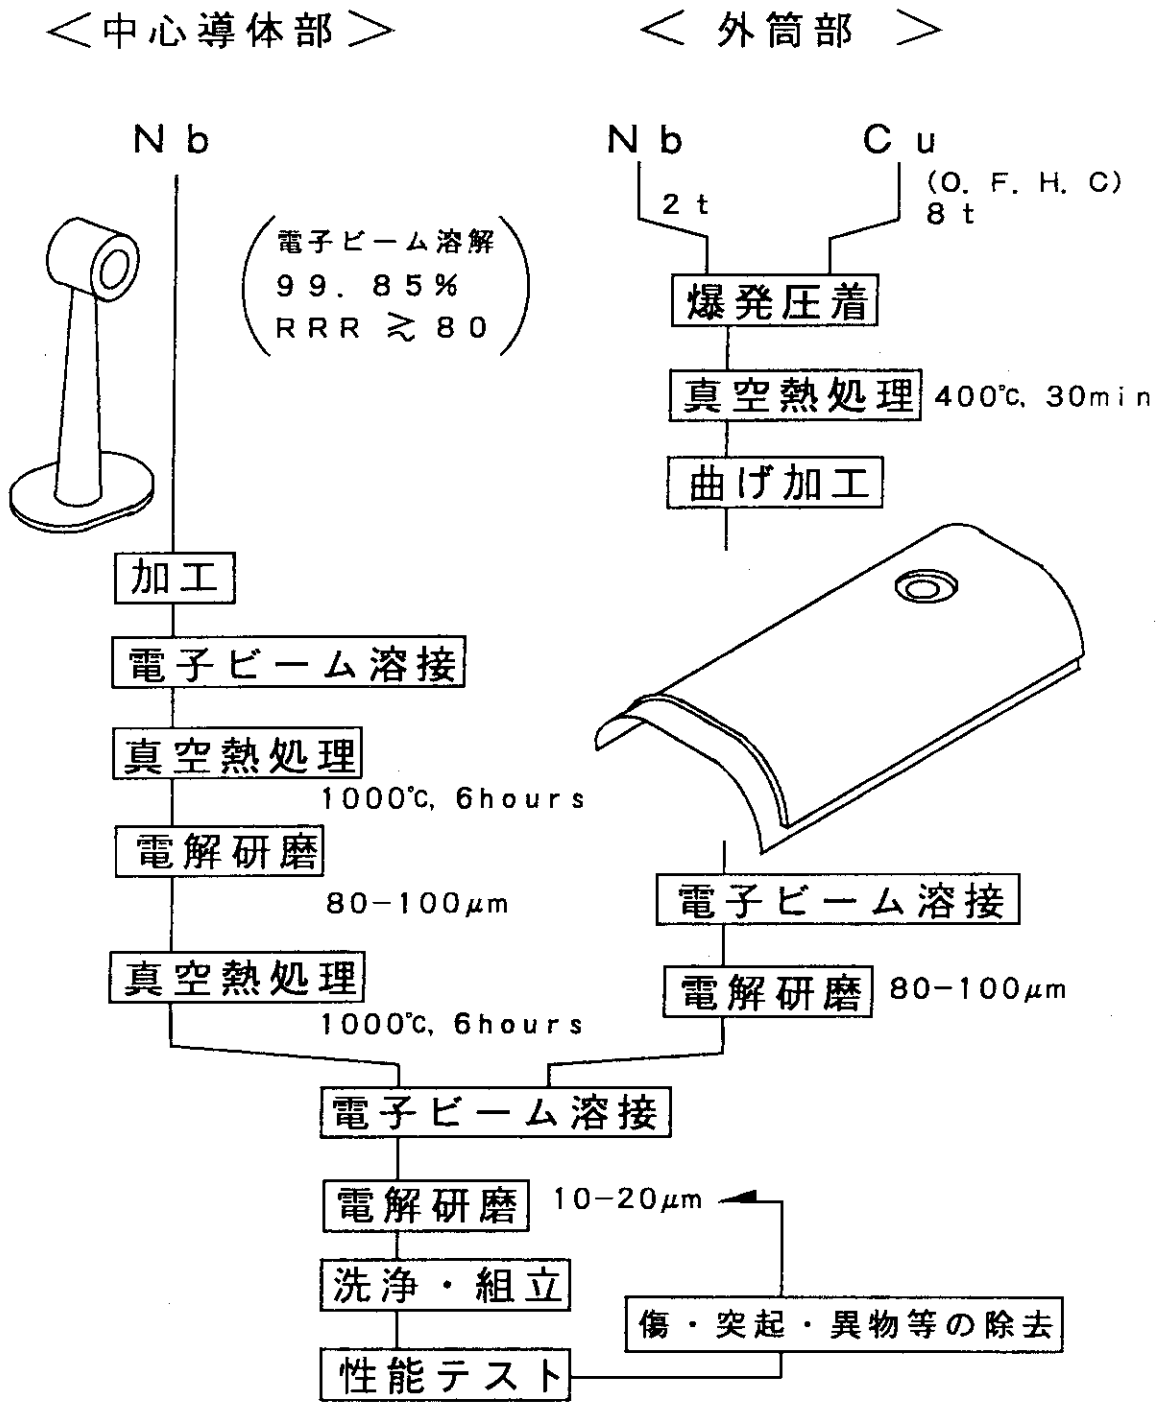 ＜中心導体部＞
Nb
電子ビーム溶解
99.85%
RRR ≳ 80
加工
電子ビーム溶接
真空熱処理
1000℃, 6hours
電解研磨
80-100μm
真空熱処理
1000℃, 6hours
＜ 外筒部 ＞
Nb Cu
2t
(O. F. H. C)
8t
爆発圧着
真空熱処理 400℃, 30min
曲げ加工
電子ビーム溶接
電解研磨 80-100μm
電子ビーム溶接
電解研磨 10-20μm
洗浄・組立
傷・突起・異物等の除去
性能テスト